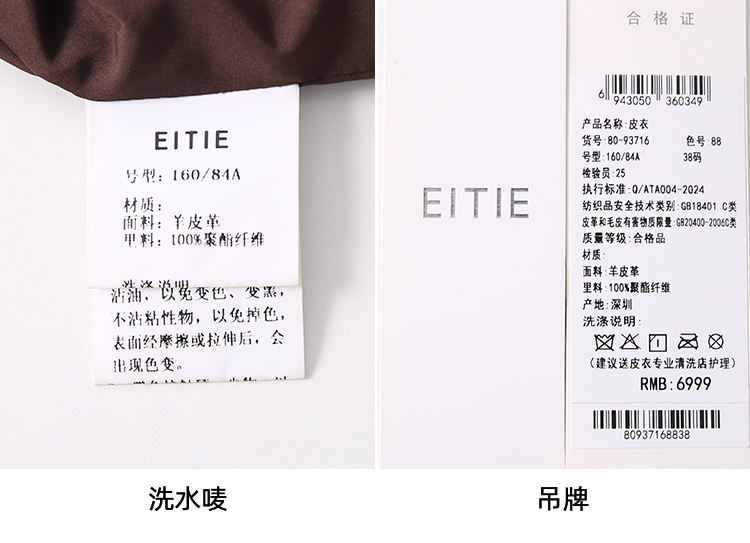 EITIE
号型: 160/84A
材质:
面料: 羊皮革
里料: 100%聚酯纤维
洗涤说明
沾油, 以免变色、变黑,
不沾粘性物, 以免掉色,
表面经摩擦或拉伸后, 会
出现色变。
洗水唛
EITIE
合格证
6 943050 360349
产品名称:皮衣
货号:80-93716 色号:88
号型:160/84A 38码
检验员:25
执行标准:Q/ATA004-2024
纺织品安全技术类别:GB18401 C类
皮革和毛皮有害物质限量:GB20400-2006C类
质量等级:合格品
材质:
面料:羊皮革
里料:100%聚酯纤维
产地:深圳
洗涤说明:
(建议送皮衣专业清洗店护理)
RMB:6999
80937168838
吊牌